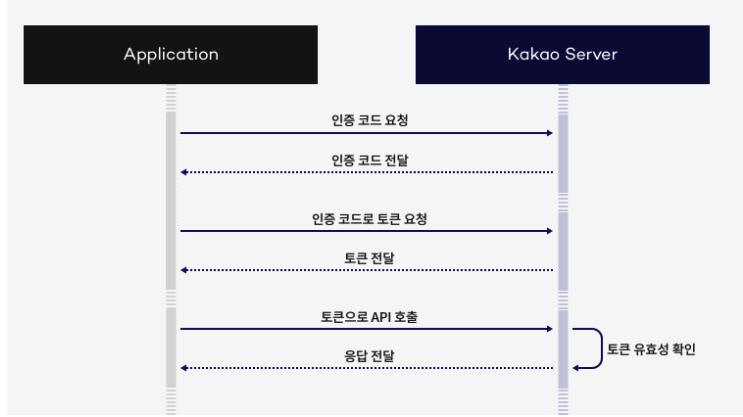 Application
Kakao Server
인증 코드 요청
인증 코드 전달
인증 코드로 토큰 요청
토큰 전달
토큰으로 API 호출
토큰 유효성 확인
응답 전달